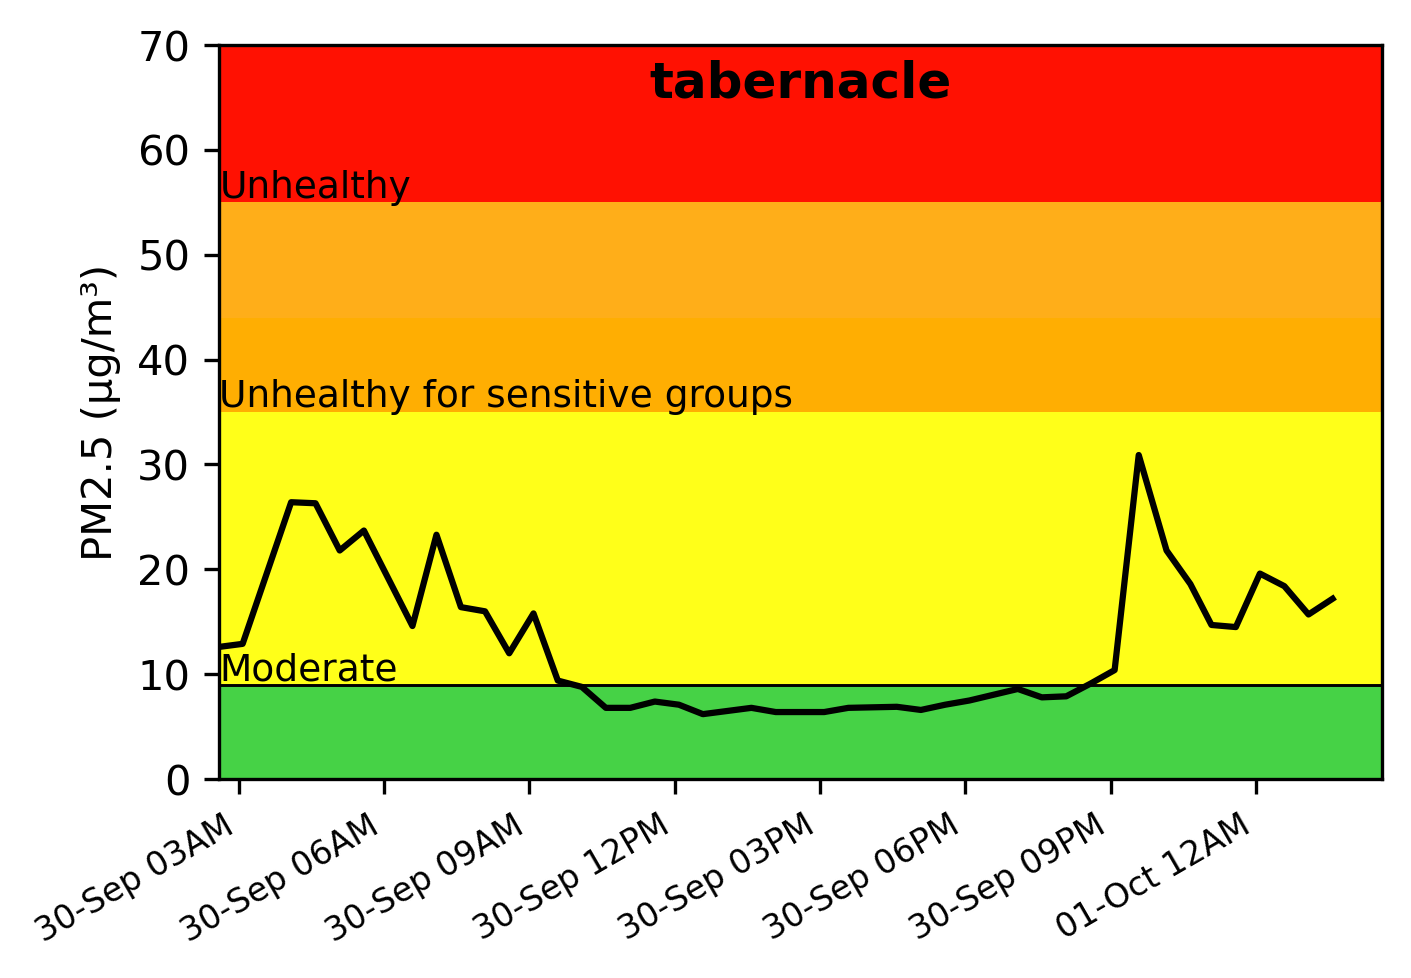 tabernacle
PM2.5 (µg/m³)
70
60
50
40
30
20
10
0
Unhealthy
Unhealthy for sensitive groups
Moderate
30-Sep 03AM
30-Sep 06AM
30-Sep 09AM
30-Sep 12PM
30-Sep 03PM
30-Sep 06PM
30-Sep 09PM
01-Oct 12AM